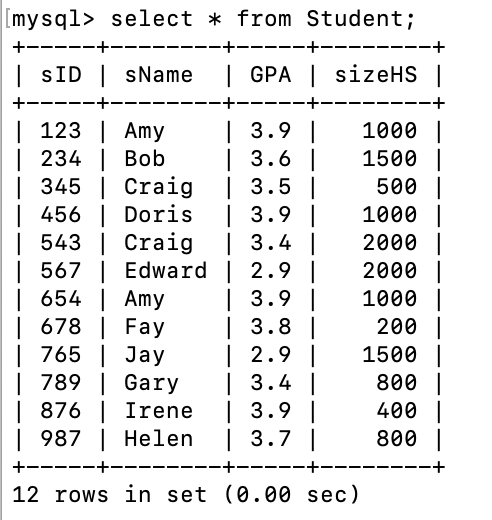 [mysql> select * from Student;
+-----+--------+-----+--------+
| sID | sName  | GPA | sizeHS |
+-----+--------+-----+--------+
| 123 | Amy    | 3.9 |   1000 |
| 234 | Bob    | 3.6 |   1500 |
| 345 | Craig  | 3.5 |    500 |
| 456 | Doris  | 3.9 |   1000 |
| 543 | Craig  | 3.4 |   2000 |
| 567 | Edward | 2.9 |   2000 |
| 654 | Amy    | 3.9 |   1000 |
| 678 | Fay    | 3.8 |    200 |
| 765 | Jay    | 2.9 |   1500 |
| 789 | Gary   | 3.4 |    800 |
| 876 | Irene  | 3.9 |    400 |
| 987 | Helen  | 3.7 |    800 |
+-----+--------+-----+--------+
12 rows in set (0.00 sec)